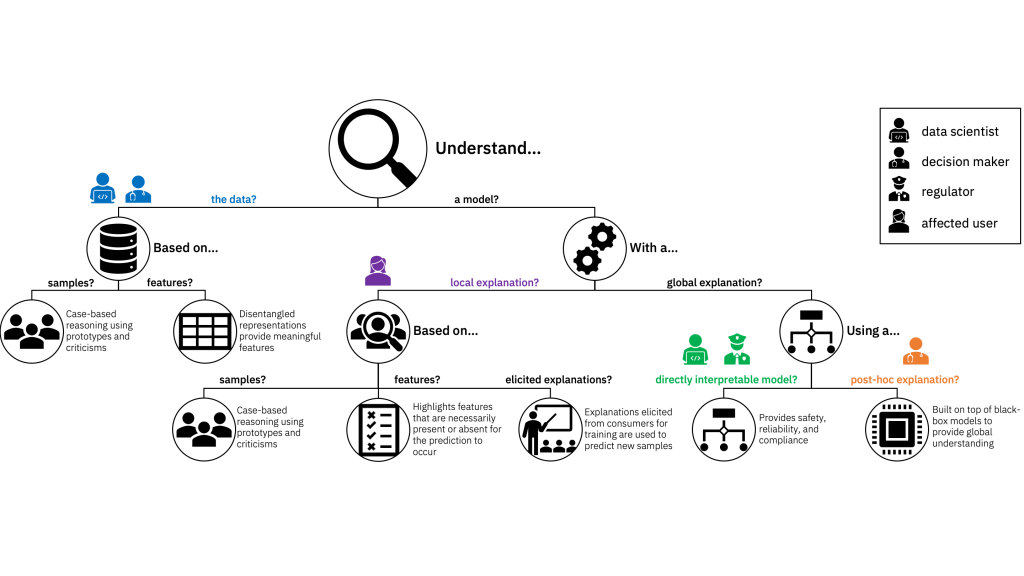 Understand...
data scientist
decision maker
regulator
affected user
the data?
a model?
Based on...
With a...
samples?
features?
local explanation?
global explanation?
Case-based
reasoning using
prototypes and
criticisms
Disentangled
representations
provide meaningful
features
Based on...
Using a...
samples?
features?
elicited explanations?
directly interpretable model?
post-hoc explanation?
Case-based
reasoning using
prototypes and
criticisms
Highlights features
that are necessarily
present or absent for
the prediction to
occur
Explanations elicited
from consumers for
training are used to
predict new samples
Provides safety,
reliability, and
compliance
Built on top of black-
box models to
provide global
understanding